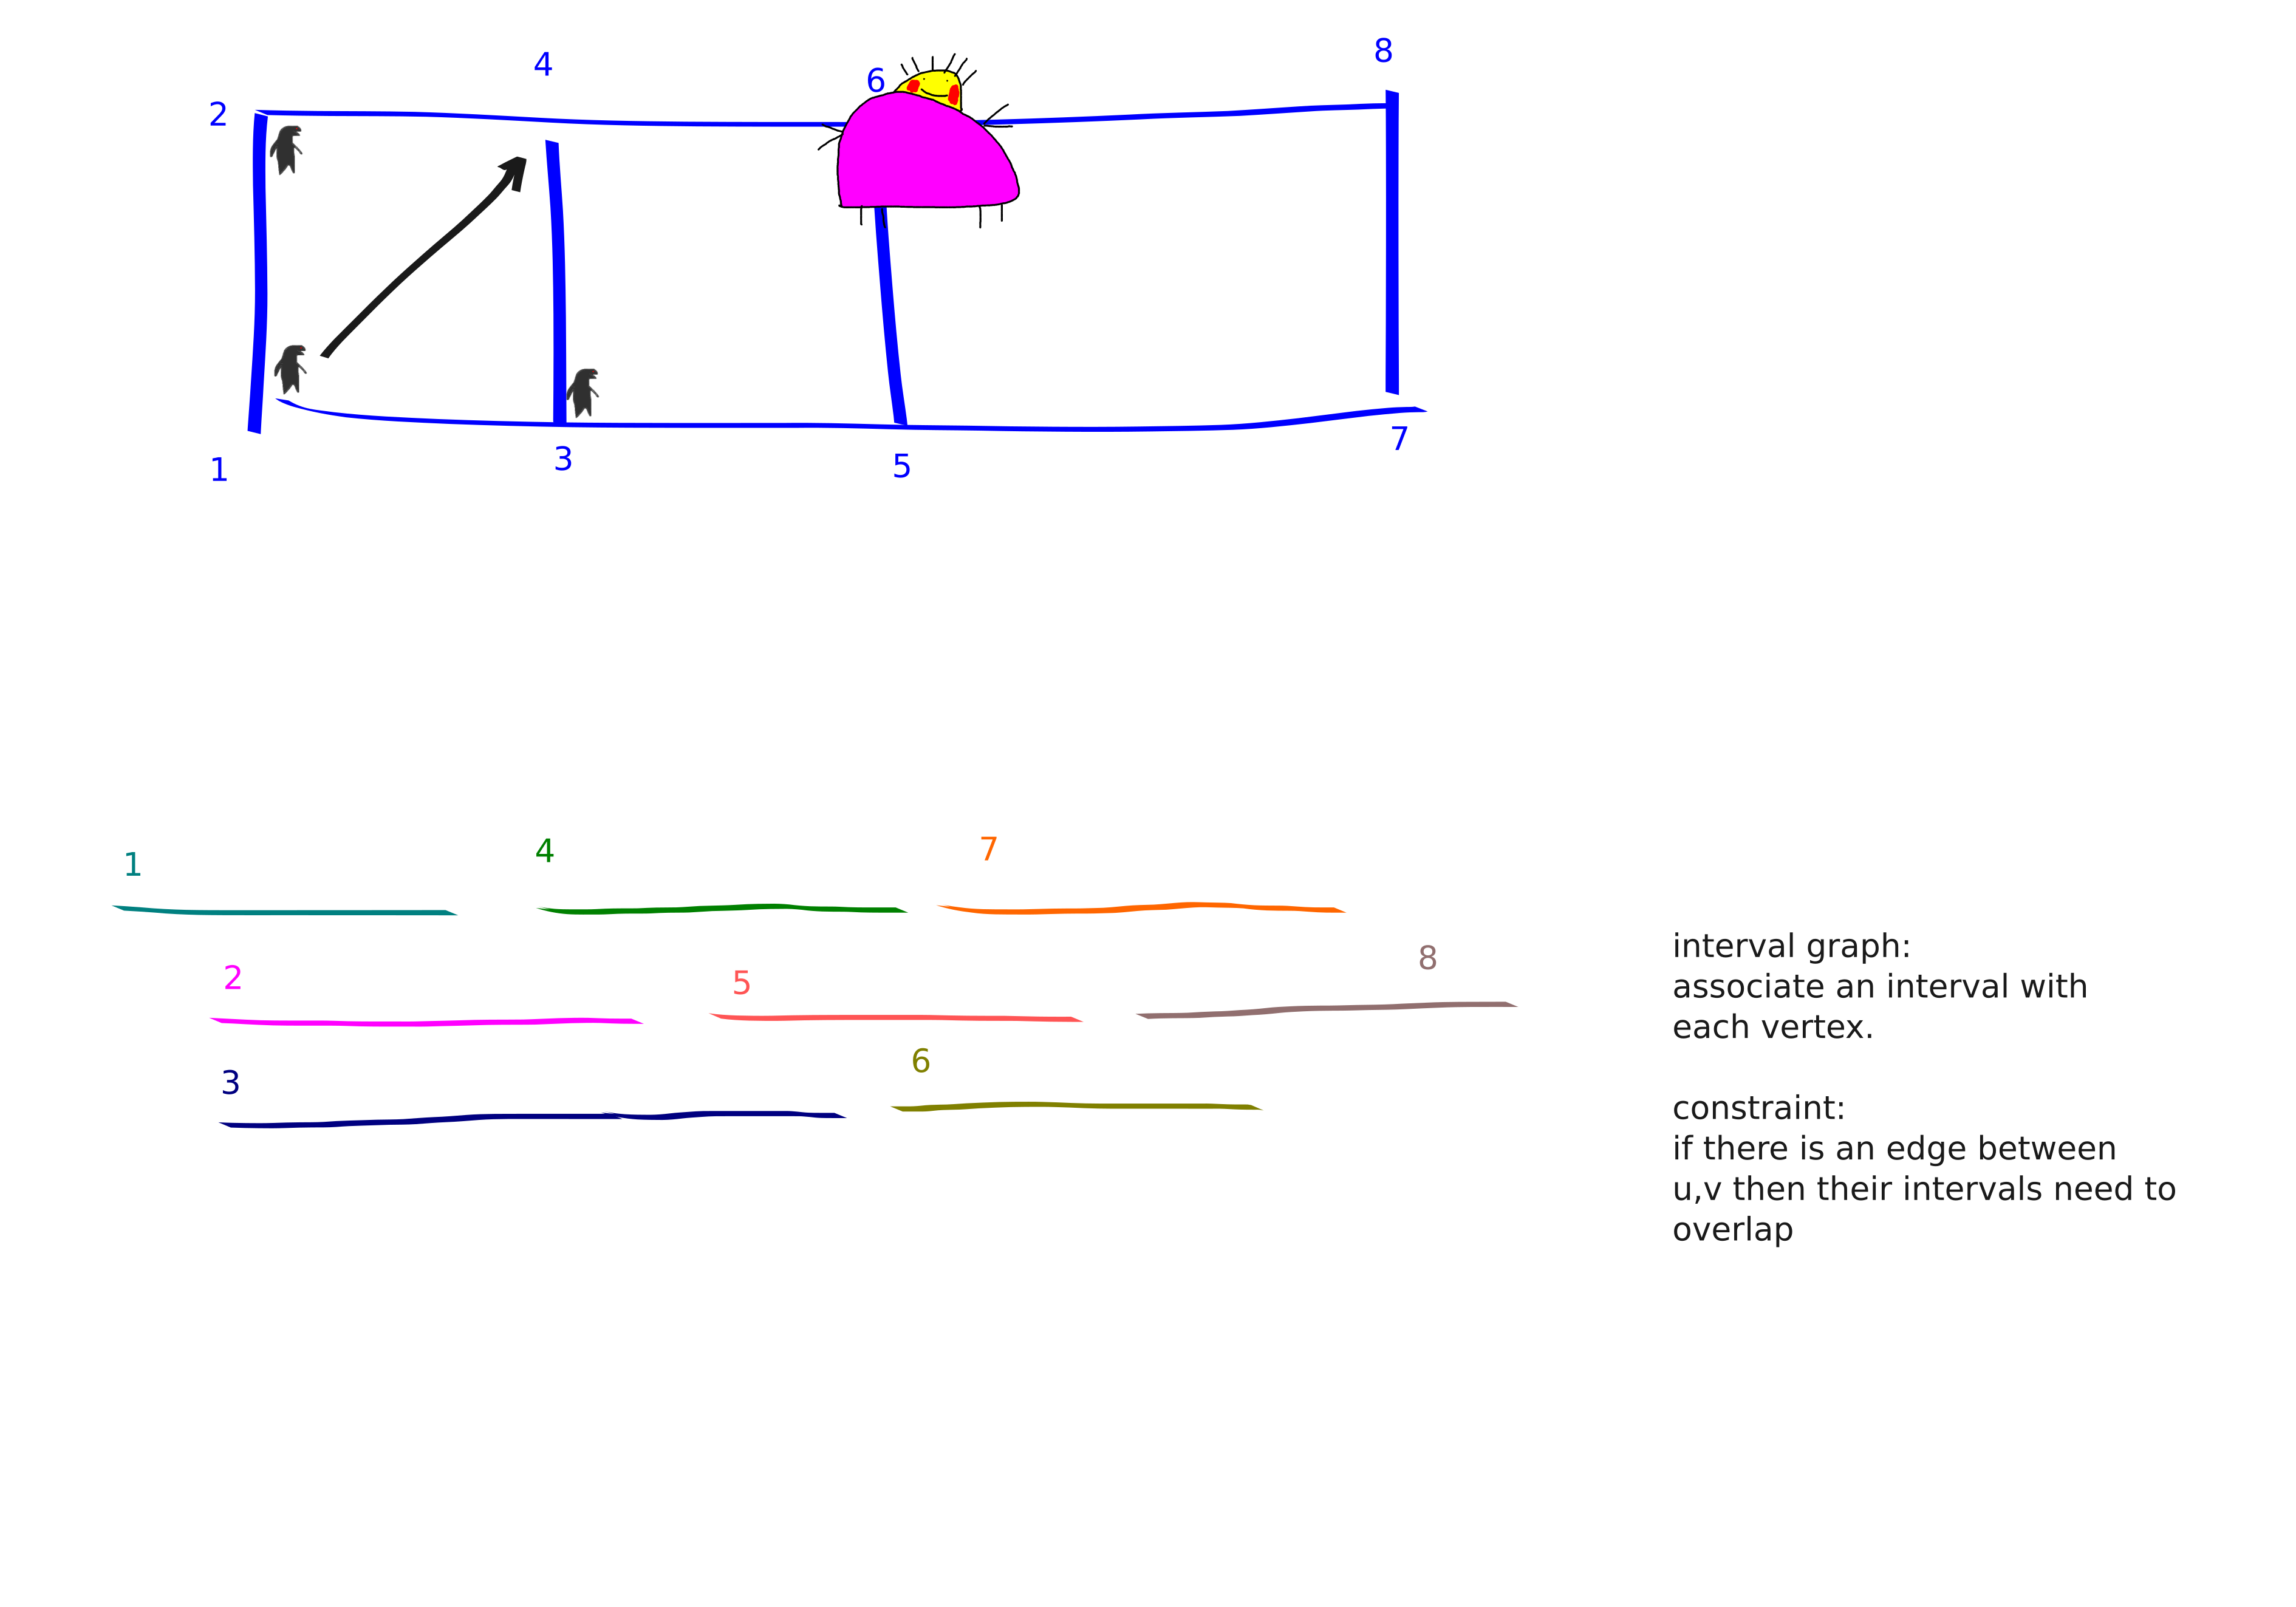 4
6
8
2
1
3
5
7
1
4
7
2
5
8
3
6
interval graph:
associate an interval with
each vertex.
constraint:
if there is an edge between
u,v then their intervals need to
overlap